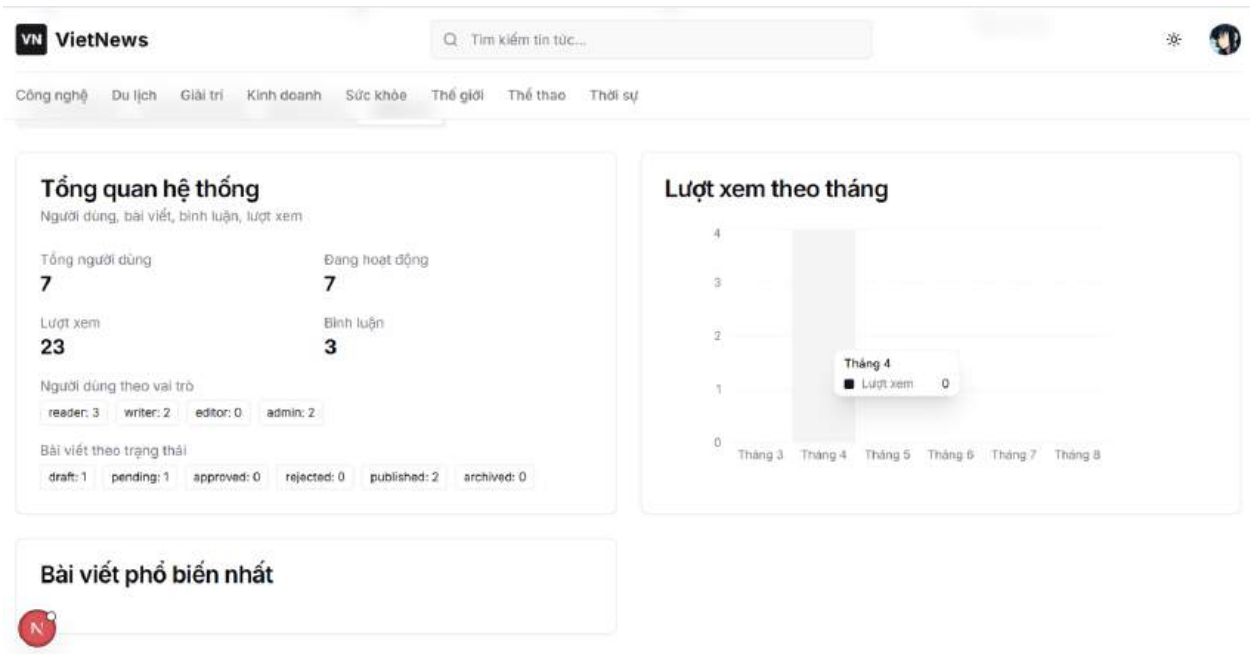 VN VietNews
Tìm kiếm tin tức...
Công nghệ Du lịch Giải trí Kinh doanh Sức khỏe Thế giới Thể thao Thời sự
Tổng quan hệ thống
Người dùng, bài viết, bình luận, lượt xem
Tổng người dùng Đang hoạt động
7 7
Lượt xem Bình luận
23 3
Người dùng theo vai trò
reader: 3 writer: 2 editor: 0 admin: 2
Bài viết theo trạng thái
draft: 1 pending: 1 approved: 0 rejected: 0 published: 2 archived: 0
Lượt xem theo tháng
4
3
2
1
0
Tháng 4
Lượt xem 0
Tháng 3 Tháng 4 Tháng 5 Tháng 6 Tháng 7 Tháng 8
Bài viết phổ biến nhất
N